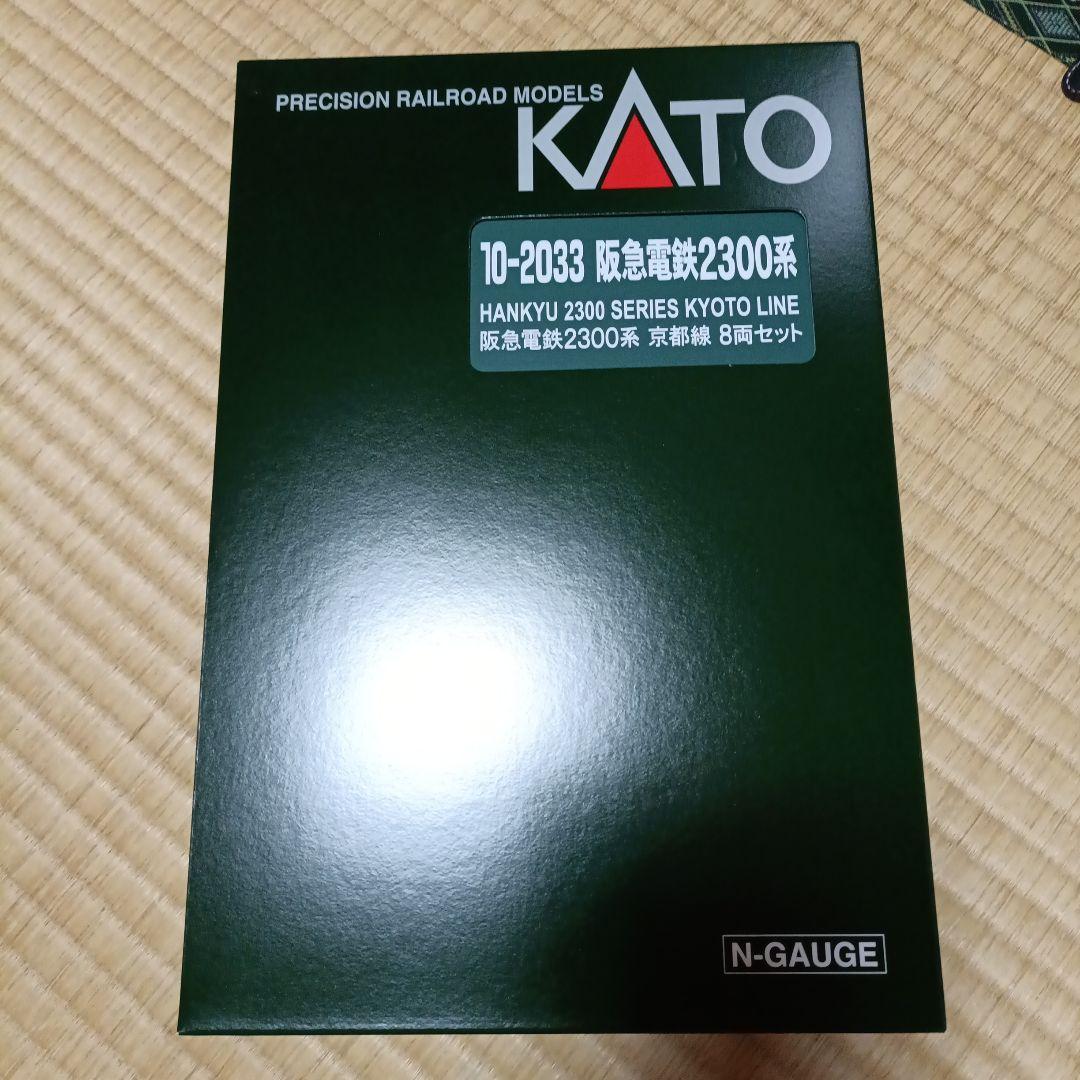 PRECISION RAILROAD MODELS
KATO
10-2033 阪急電鉄2300系
HANKYU 2300 SERIES KYOTO LINE
阪急電鉄2300系 京都線 8両セット
N-GAUGE